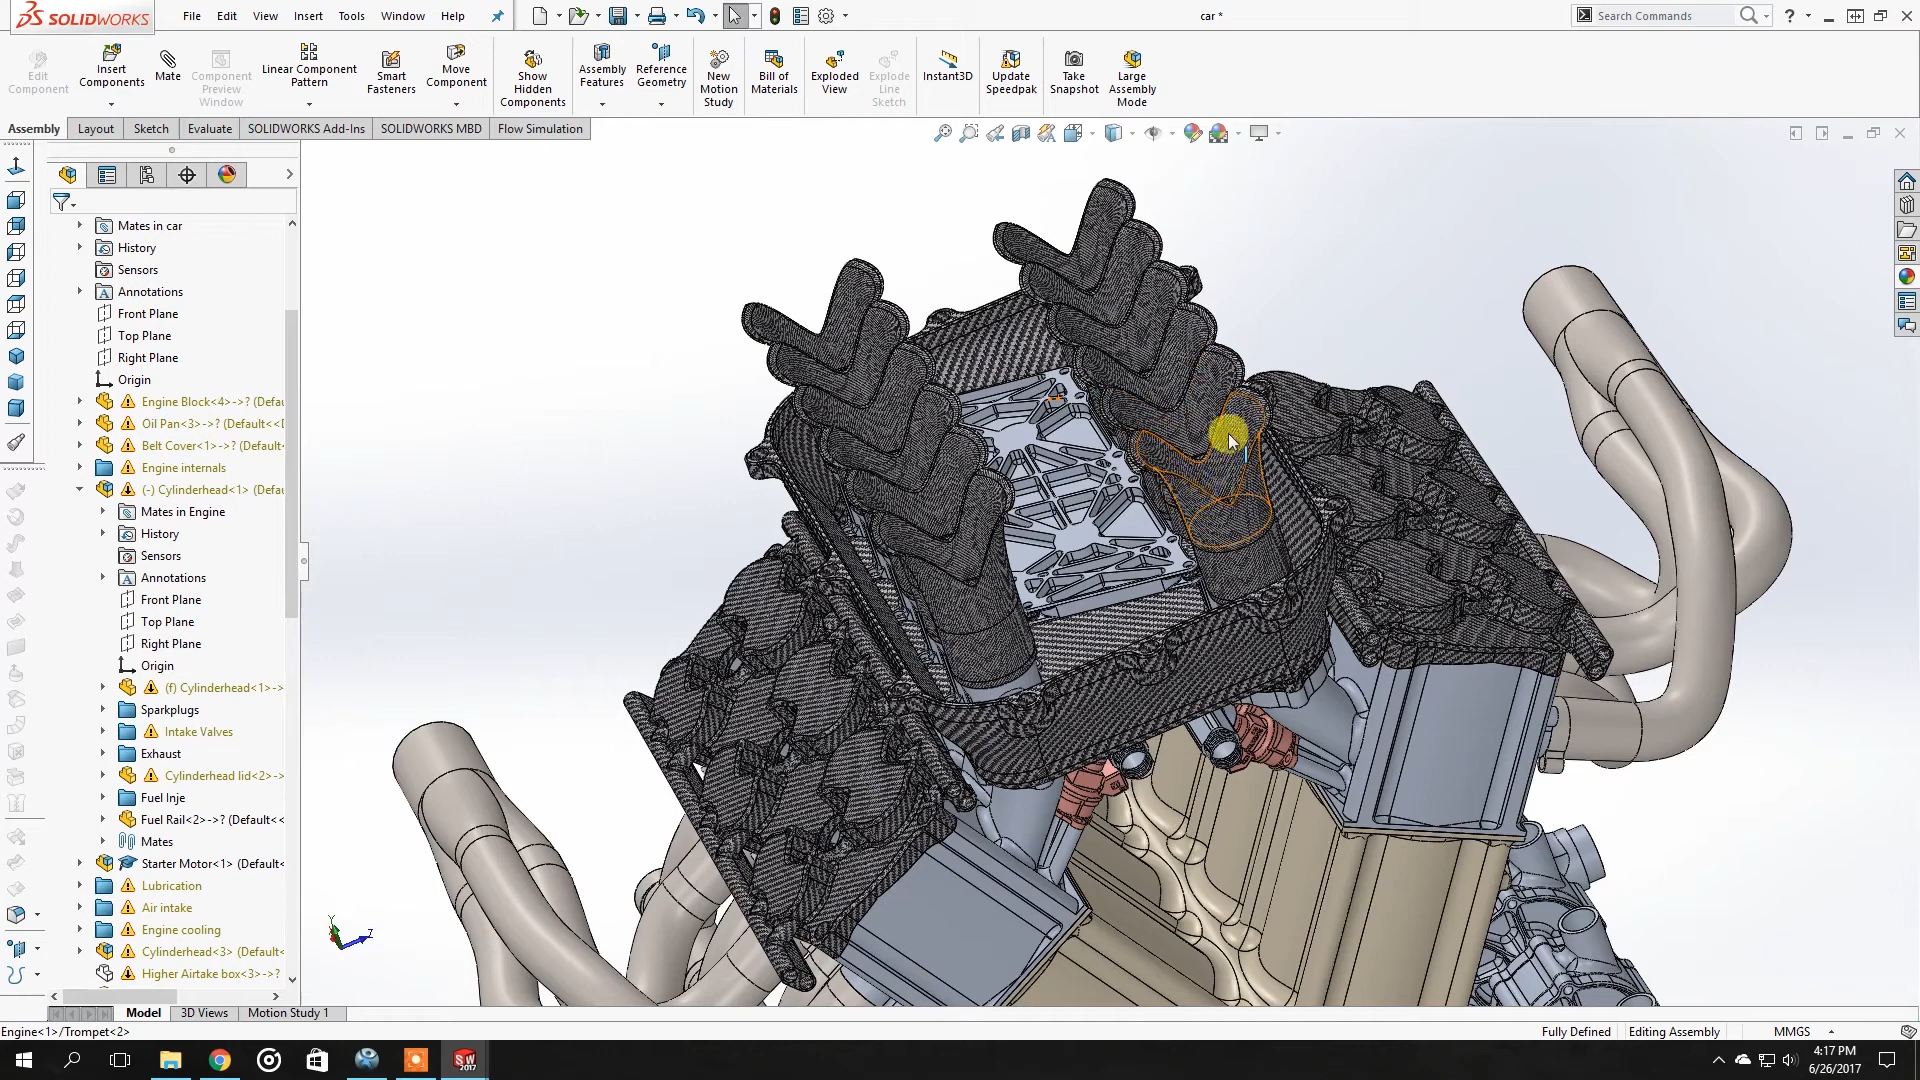 SOLIDWORKS
File Edit View Insert Tools Window Help
car *
Search Commands
Edit Component
Insert Components
Mate
Component Preview Window
Linear Component Pattern
Smart Fasteners
Move Component
Show Hidden Components
Assembly Features
Reference Geometry
New Motion Study
Bill of Materials
Exploded View
Explode Line Sketch
Instant3D
Update Speedpak
Take Snapshot
Large Assembly Mode
Assembly Layout Sketch Evaluate SOLIDWORKS Add-Ins SOLIDWORKS MBD Flow Simulation
Mates in car
History
Sensors
Annotations
Front Plane
Top Plane
Right Plane
Origin
Engine Block<4>->? (Defau
Oil Pan<3>->? (Default<<D
Belt Cover<1>->? (Default
Engine internals
(-) Cylinderhead<1> (Defau
Mates in Engine
History
Sensors
Annotations
Front Plane
Top Plane
Right Plane
Origin
(f) Cylinderhead<1>->
Sparkplugs
Intake Valves
Exhaust
Cylinderhead lid<2>->
Fuel Inje
Fuel Rail<2>->? (Default<<
Mates
Starter Motor<1> (Default<
Lubrication
Air intake
Engine cooling
Cylinderhead<3> (Default<
Higher Airtake box<3>->?
Y
Z
Model 3D Views Motion Study 1
Engine<1>/Trompet<2>
Fully Defined Editing Assembly MMGS
SW 2017
4:17 PM
6/26/2017